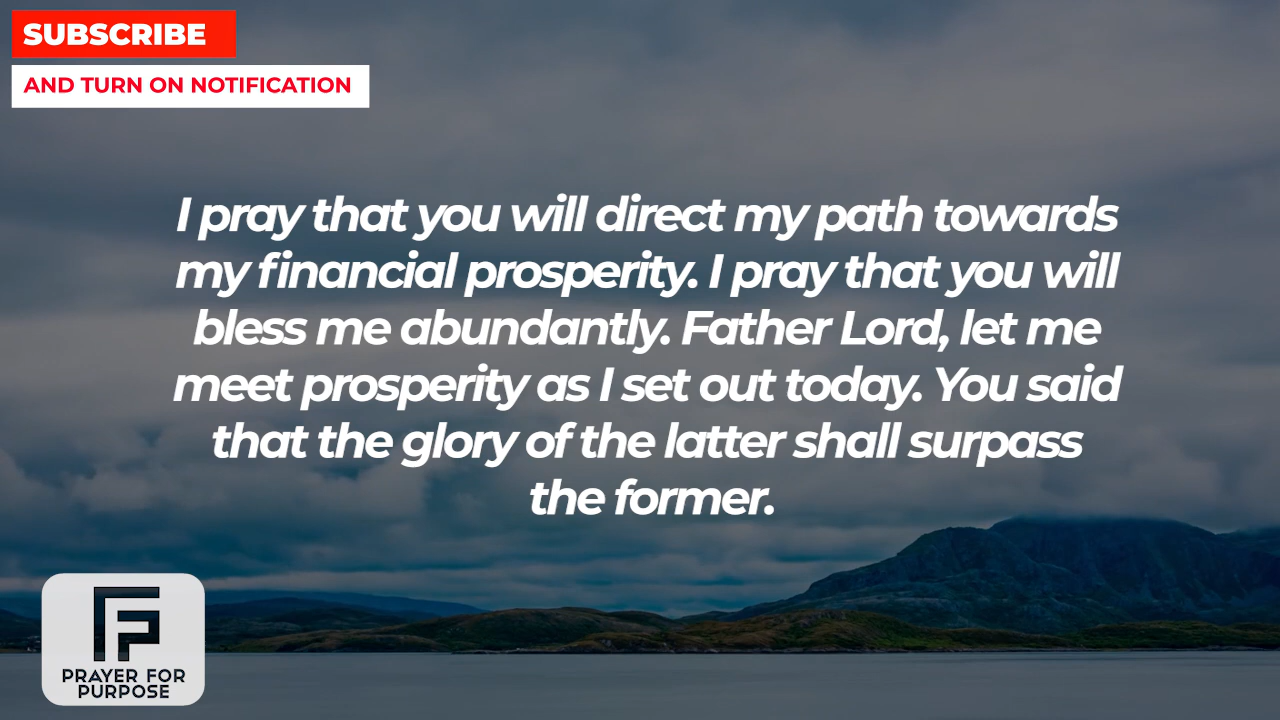 SUBSCRIBE
AND TURN ON NOTIFICATION
I pray that you will direct my path towards
my financial prosperity. I pray that you will
bless me abundantly. Father Lord, let me
meet prosperity as I set out today. You said
that the glory of the latter shall surpass
the former.
PRAYER FOR
PURPOSE